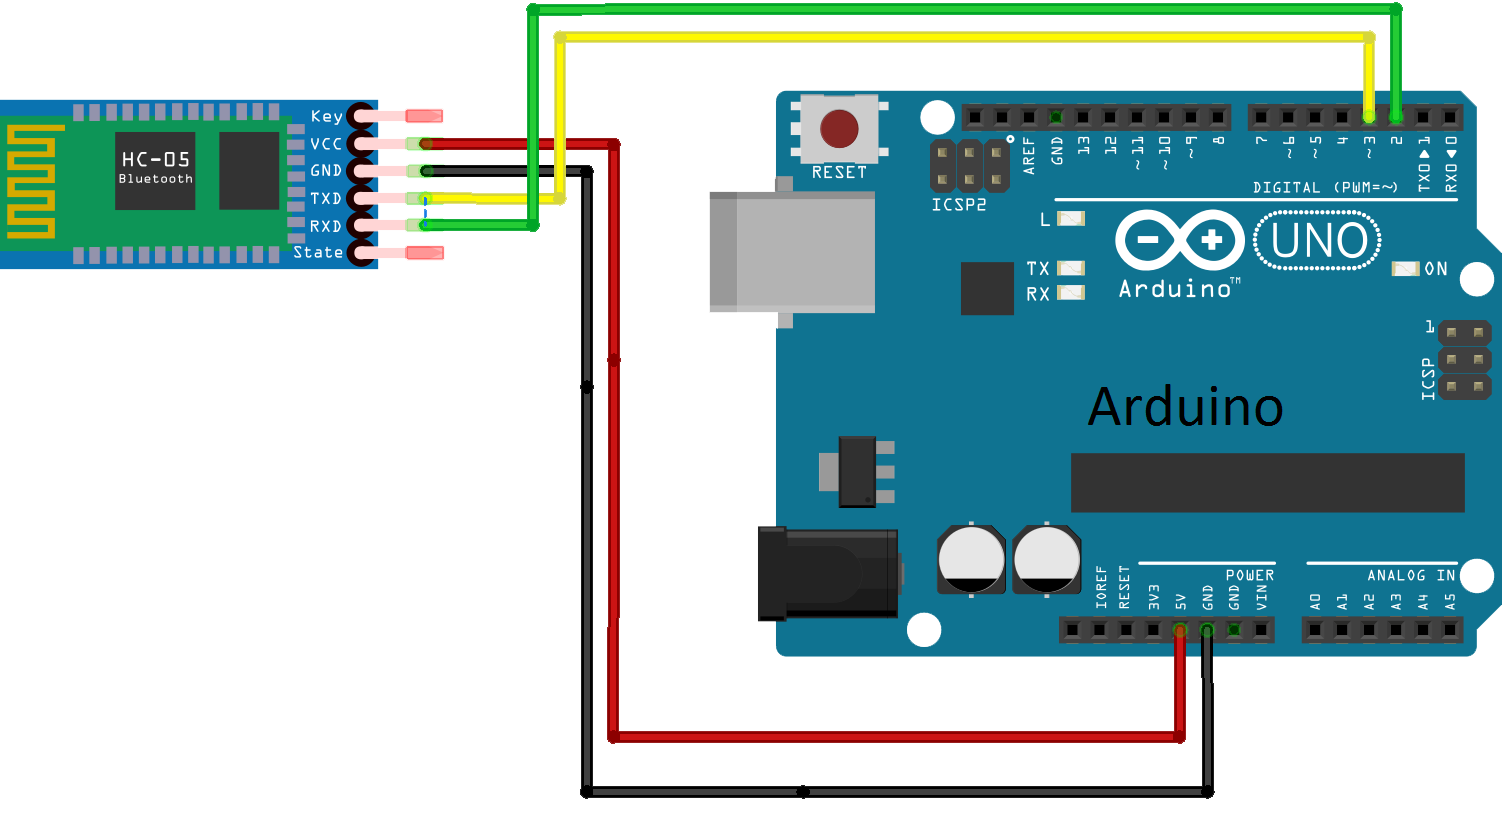 Key
VCC
GND
TXD
RXD
State
HC-05
Bluetooth
RESET
ICSP2
AREF
GND
13
12
~11
~10
~9
8
7
~6
~5
4
~3
2
TX0▶1
RX0◀0
DIGITAL (PWM=~)
L
TX
RX
Arduino™
UNO
ON
1
ICSP
Arduino
POWER
ANALOG IN
IOREF
RESET
3V3
5V
GND
GND
VIN
A0
A1
A2
A3
A4
A5